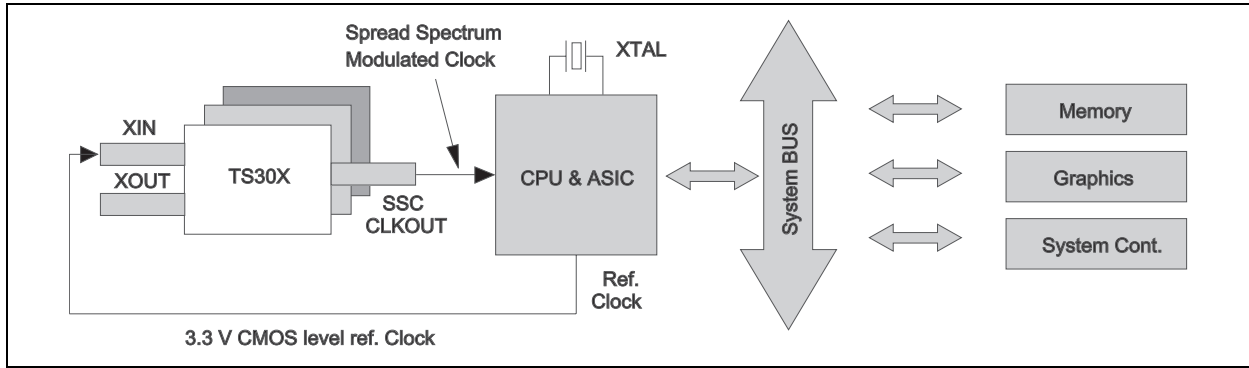 Spread Spectrum
Modulated Clock
XTAL
XIN
XOUT
TS30X
SSC
CLKOUT
CPU & ASIC
System BUS
Memory
Graphics
System Cont.
Ref.
Clock
3.3 V CMOS level ref. Clock